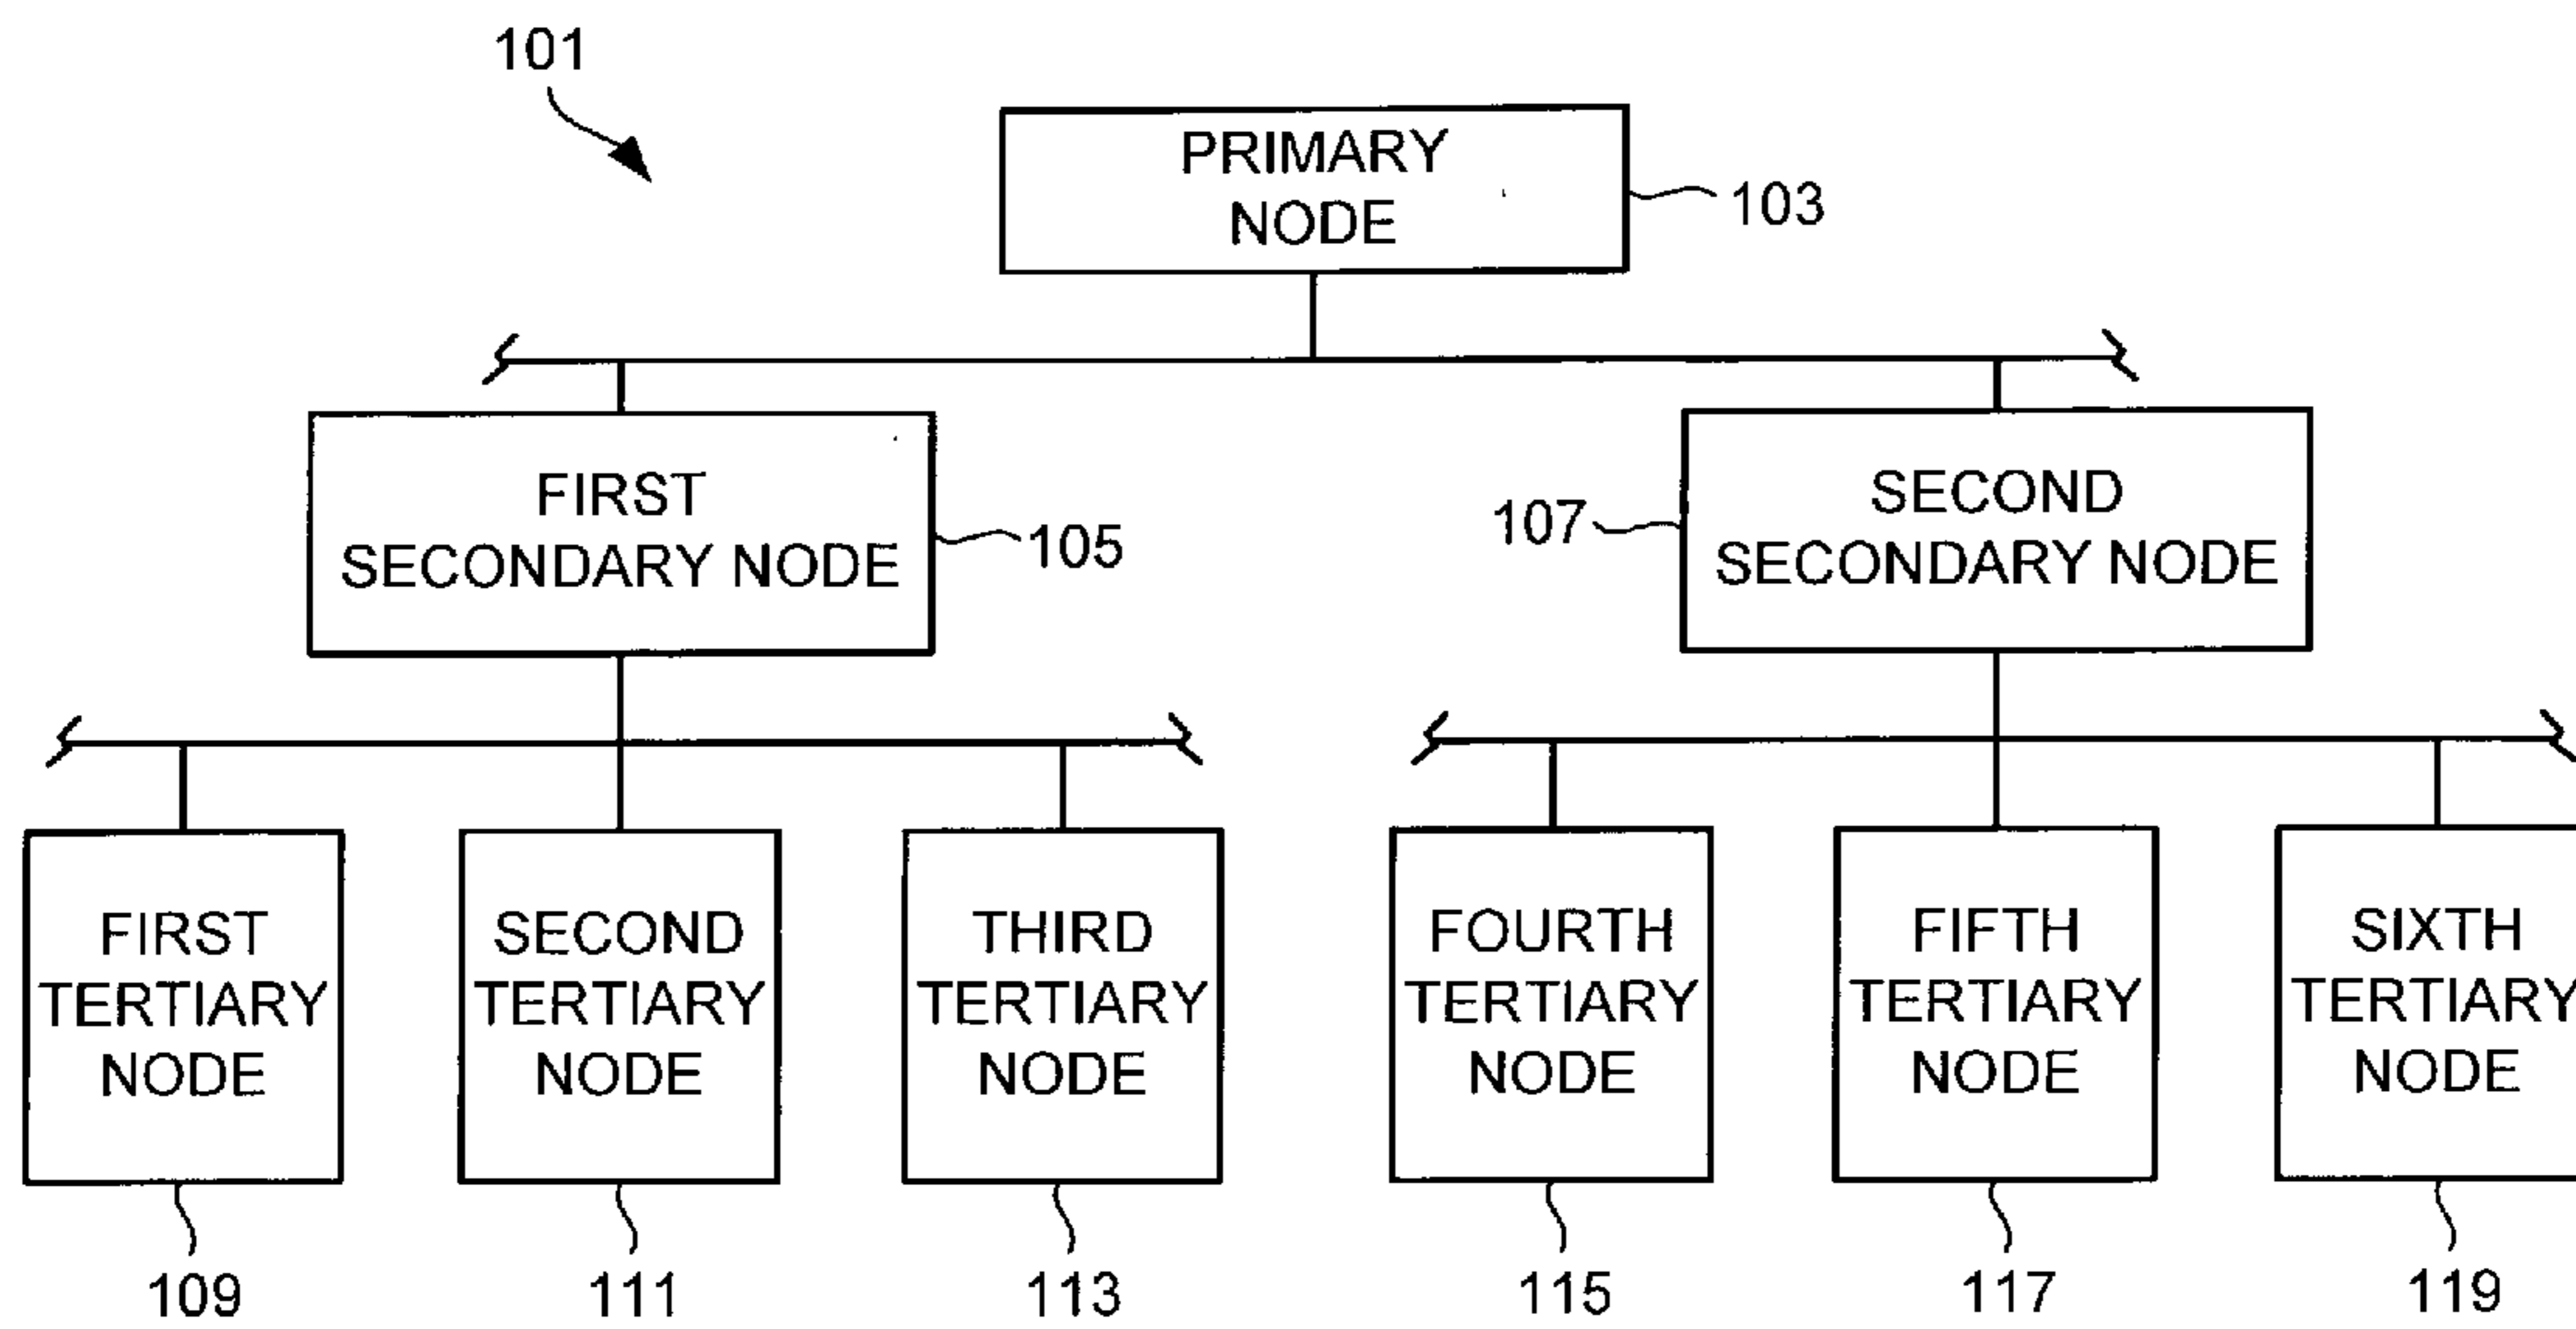 101
PRIMARY
NODE
103
FIRST
SECONDARY NODE
105
107
SECOND
SECONDARY NODE
FIRST
TERTIARY
NODE
SECOND
TERTIARY
NODE
THIRD
TERTIARY
NODE
FOURTH
TERTIARY
NODE
FIFTH
TERTIARY
NODE
SIXTH
TERTIARY
NODE
109
111
113
115
117
119